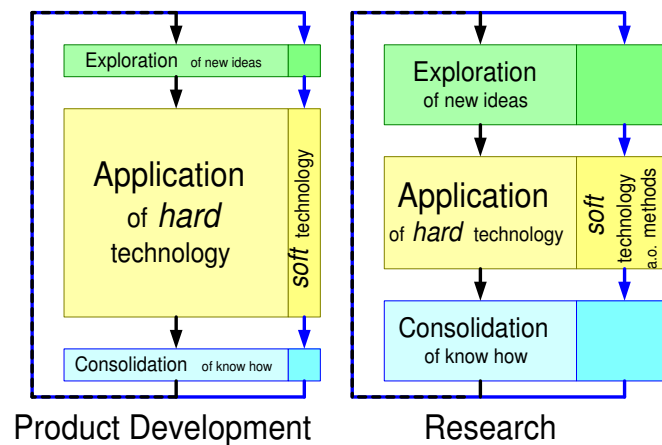 Exploration of new ideas
Application
of hard
technology
soft technology
Consolidation of know how
Product Development
Exploration
of new ideas
Application
of hard technology
soft
technology
a.o. methods
Consolidation
of know how
Research